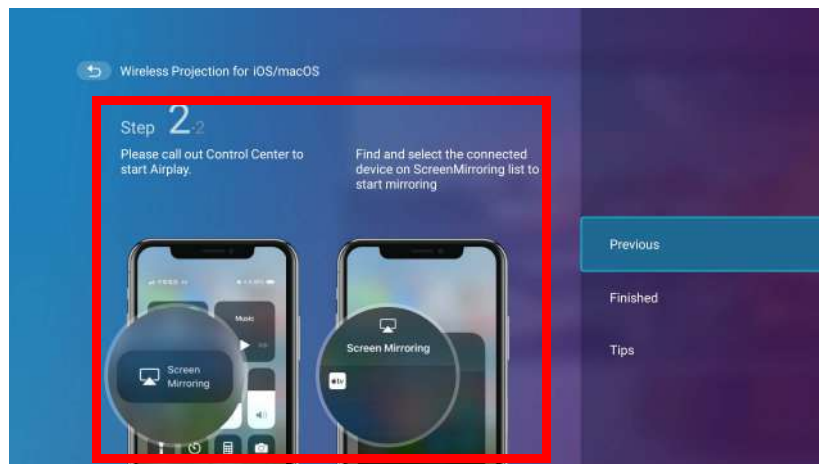 Wireless Projection for iOS/macOS
Step 2-2
Please call out Control Center to
start Airplay.
Find and select the connected
device on ScreenMirroring list to
start mirroring
Music
Screen
Mirroring
Screen Mirroring
tv
Previous
Finished
Tips